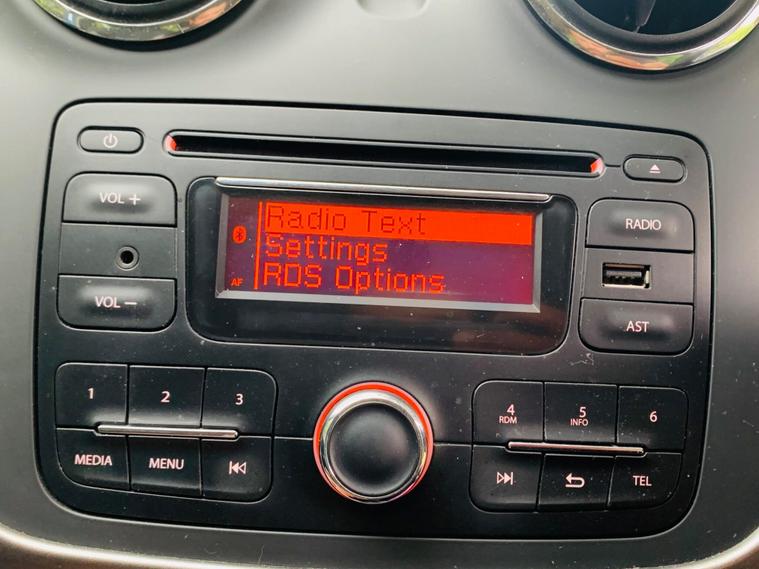 VOL +
RADIO
Radio Text
Settings
RDS Options
AF
VOL −
AST
1
2
3
4
RDM
5
INFO
6
MEDIA
MENU
TEL